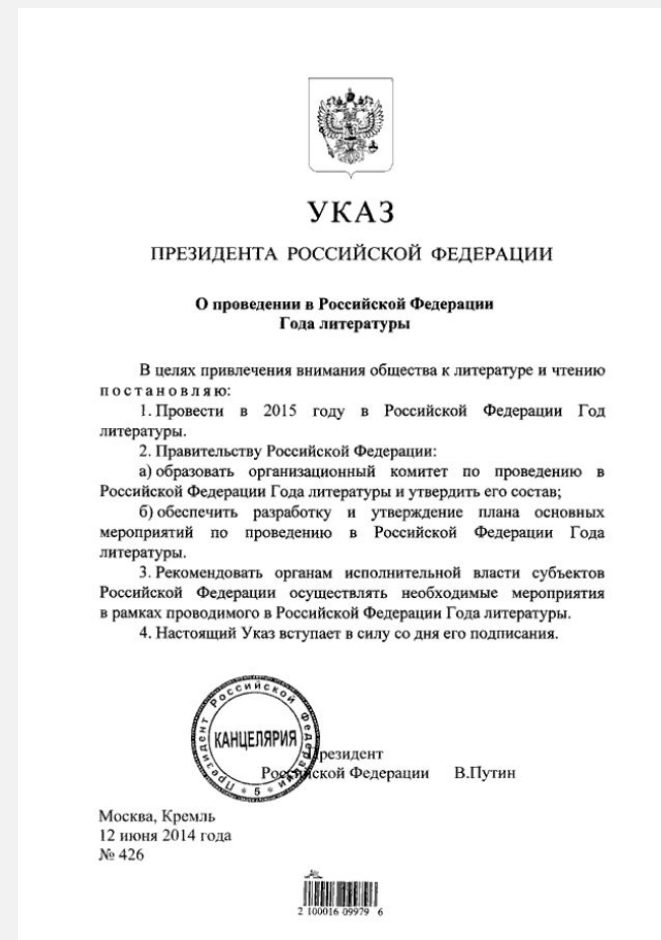 УКАЗ
ПРЕЗИДЕНТА РОССИЙСКОЙ ФЕДЕРАЦИИ
О проведении в Российской Федерации
Года литературы
В целях привлечения внимания общества к литературе и чтению
постановляю:
1. Провести в 2015 году в Российской Федерации Год
литературы.
2. Правительству Российской Федерации:
а) образовать организационный комитет по проведению в
Российской Федерации Года литературы и утвердить его состав;
б) обеспечить разработку и утверждение плана основных
мероприятий по проведению в Российской Федерации Года
литературы.
3. Рекомендовать органам исполнительной власти субъектов
Российской Федерации осуществлять необходимые мероприятия
в рамках проводимого в Российской Федерации Года литературы.
4. Настоящий Указ вступает в силу со дня его подписания.
Президент Российской Федерации
КАНЦЕЛЯРИЯ
* 5 *
Президент
Российской Федерации В.Путин
Москва, Кремль
12 июня 2014 года
№ 426
2 100016 09979 6